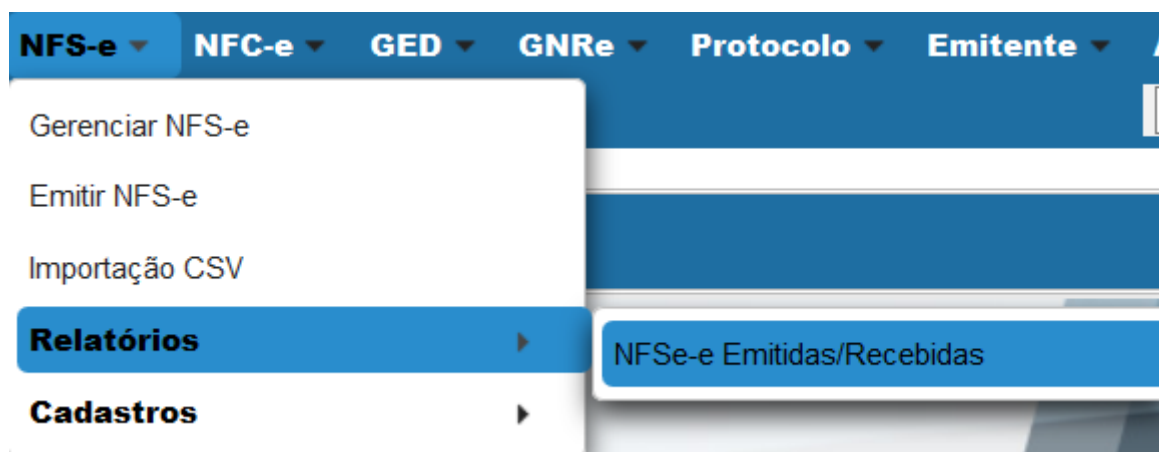 NFS-e NFC-e GED GNRe Protocolo Emitente
Gerenciar NFS-e
Emitir NFS-e
Importação CSV
Relatórios
NFSe-e Emitidas/Recebidas
Cadastros